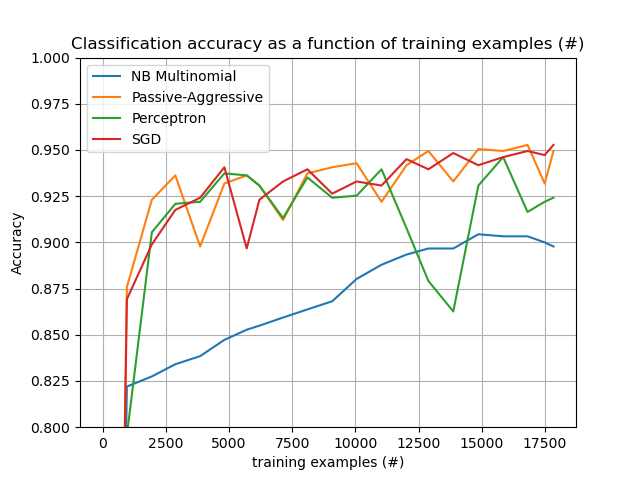 Classification accuracy as a function of training examples (#)
1.000
0.975
0.950
0.925
0.900
0.875
0.850
0.825
0.800
Accuracy
NB Multinomial
Passive-Aggressive
Perceptron
SGD
0 2500 5000 7500 10000 12500 15000 17500
training examples (#)